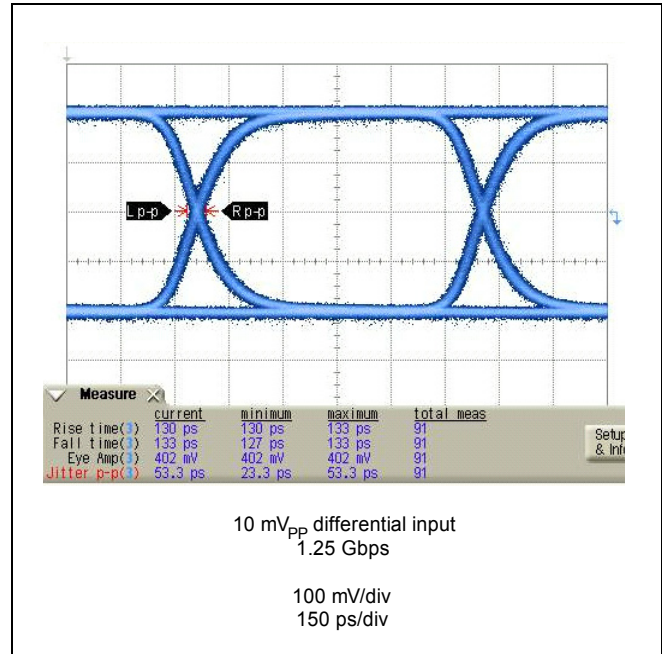 L p-p R p-p
Measure
current minimum maximum total meas
Rise time(3) 130 ps 130 ps 133 ps 91
Fall time(3) 133 ps 127 ps 133 ps 91
Eye Amp(3) 402 mV 402 mV 402 mV 91
Jitter p-p(3) 53.3 ps 23.3 ps 53.3 ps 91
Setup
& Info
10 mVPP differential input
1.25 Gbps
100 mV/div
150 ps/div